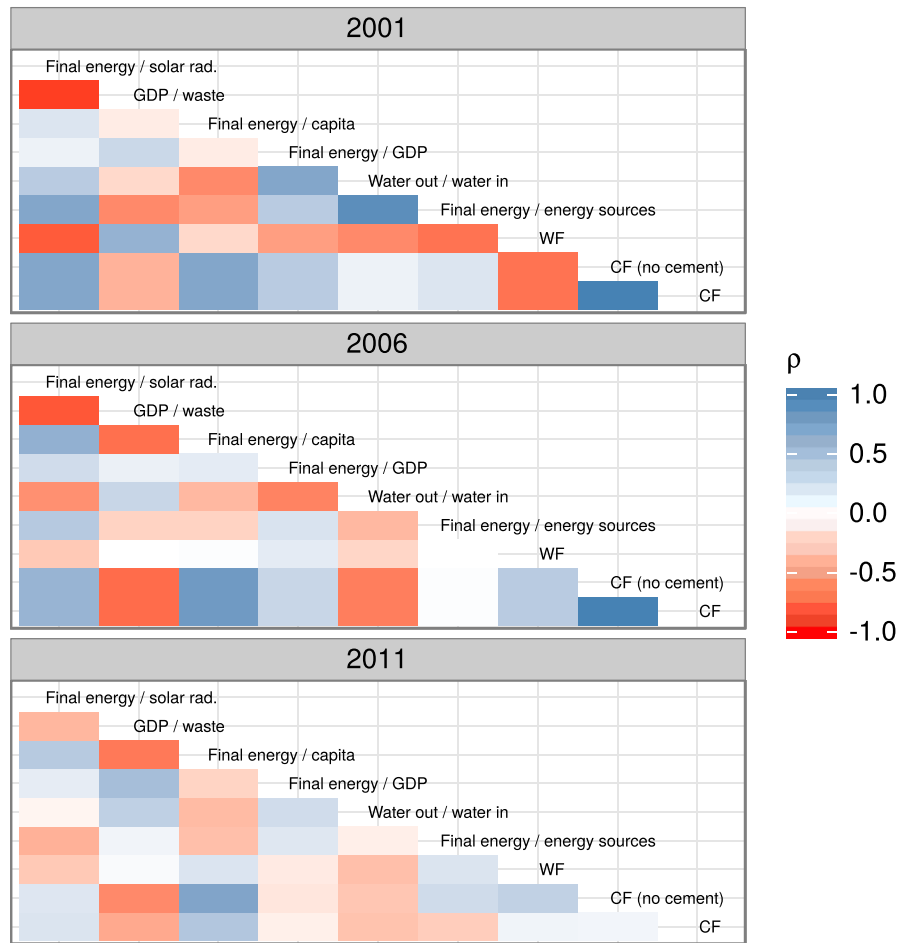 2001
Final energy / solar rad.
GDP / waste
Final energy / capita
Final energy / GDP
Water out / water in
Final energy / energy sources
WF
CF (no cement)
CF
2006
Final energy / solar rad.
GDP / waste
Final energy / capita
Final energy / GDP
Water out / water in
Final energy / energy sources
WF
CF (no cement)
CF
2011
Final energy / solar rad.
GDP / waste
Final energy / capita
Final energy / GDP
Water out / water in
Final energy / energy sources
WF
CF (no cement)
CF
ρ
1.0
0.5
0.0
-0.5
-1.0